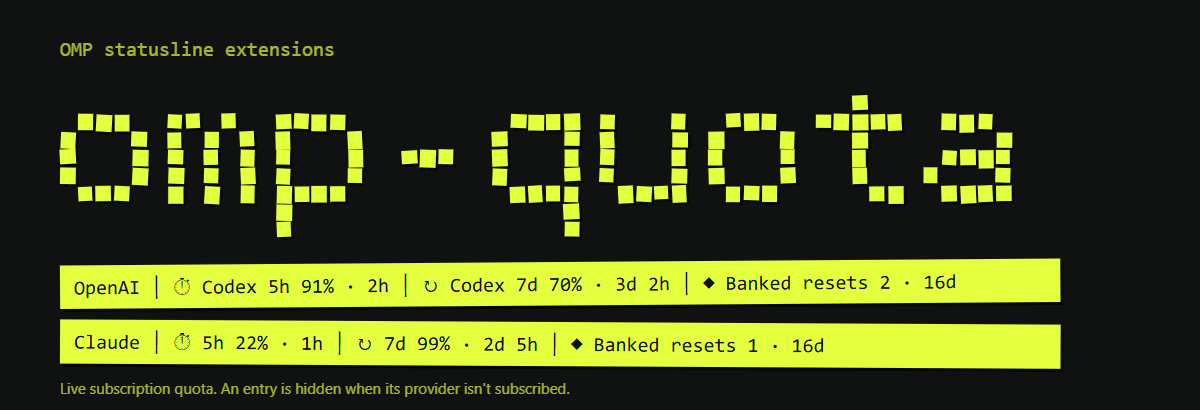 OMP statusline extensions
omp-quota
OpenAI │ ⏱ Codex 5h 91% · 2h │ ↻ Codex 7d 70% · 3d 2h │ ◆ Banked resets 2 · 16d
Claude │ ⏱ 5h 22% · 1h │ ↻ 7d 99% · 2d 5h │ ◆ Banked resets 1 · 16d
Live subscription quota. An entry is hidden when its provider isn't subscribed.